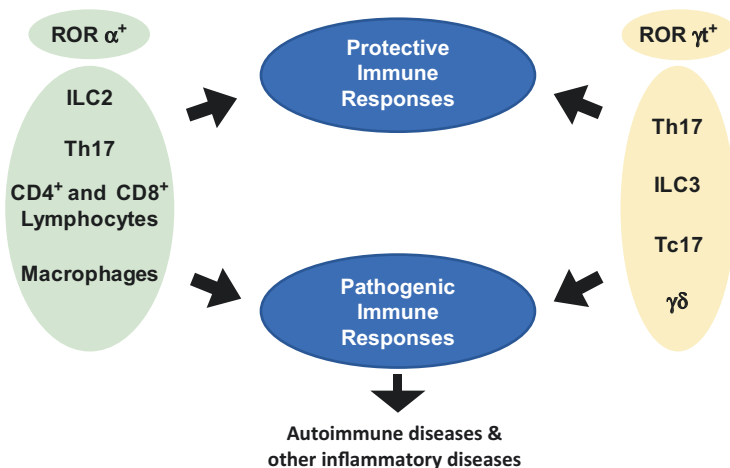 ROR α⁺
ILC2
Th17
CD4⁺ and CD8⁺
Lymphocytes
Macrophages
Protective
Immune
Responses
Pathogenic
Immune
Responses
Autoimmune diseases &
other inflammatory diseases
ROR γt⁺
Th17
ILC3
Tc17
γδ